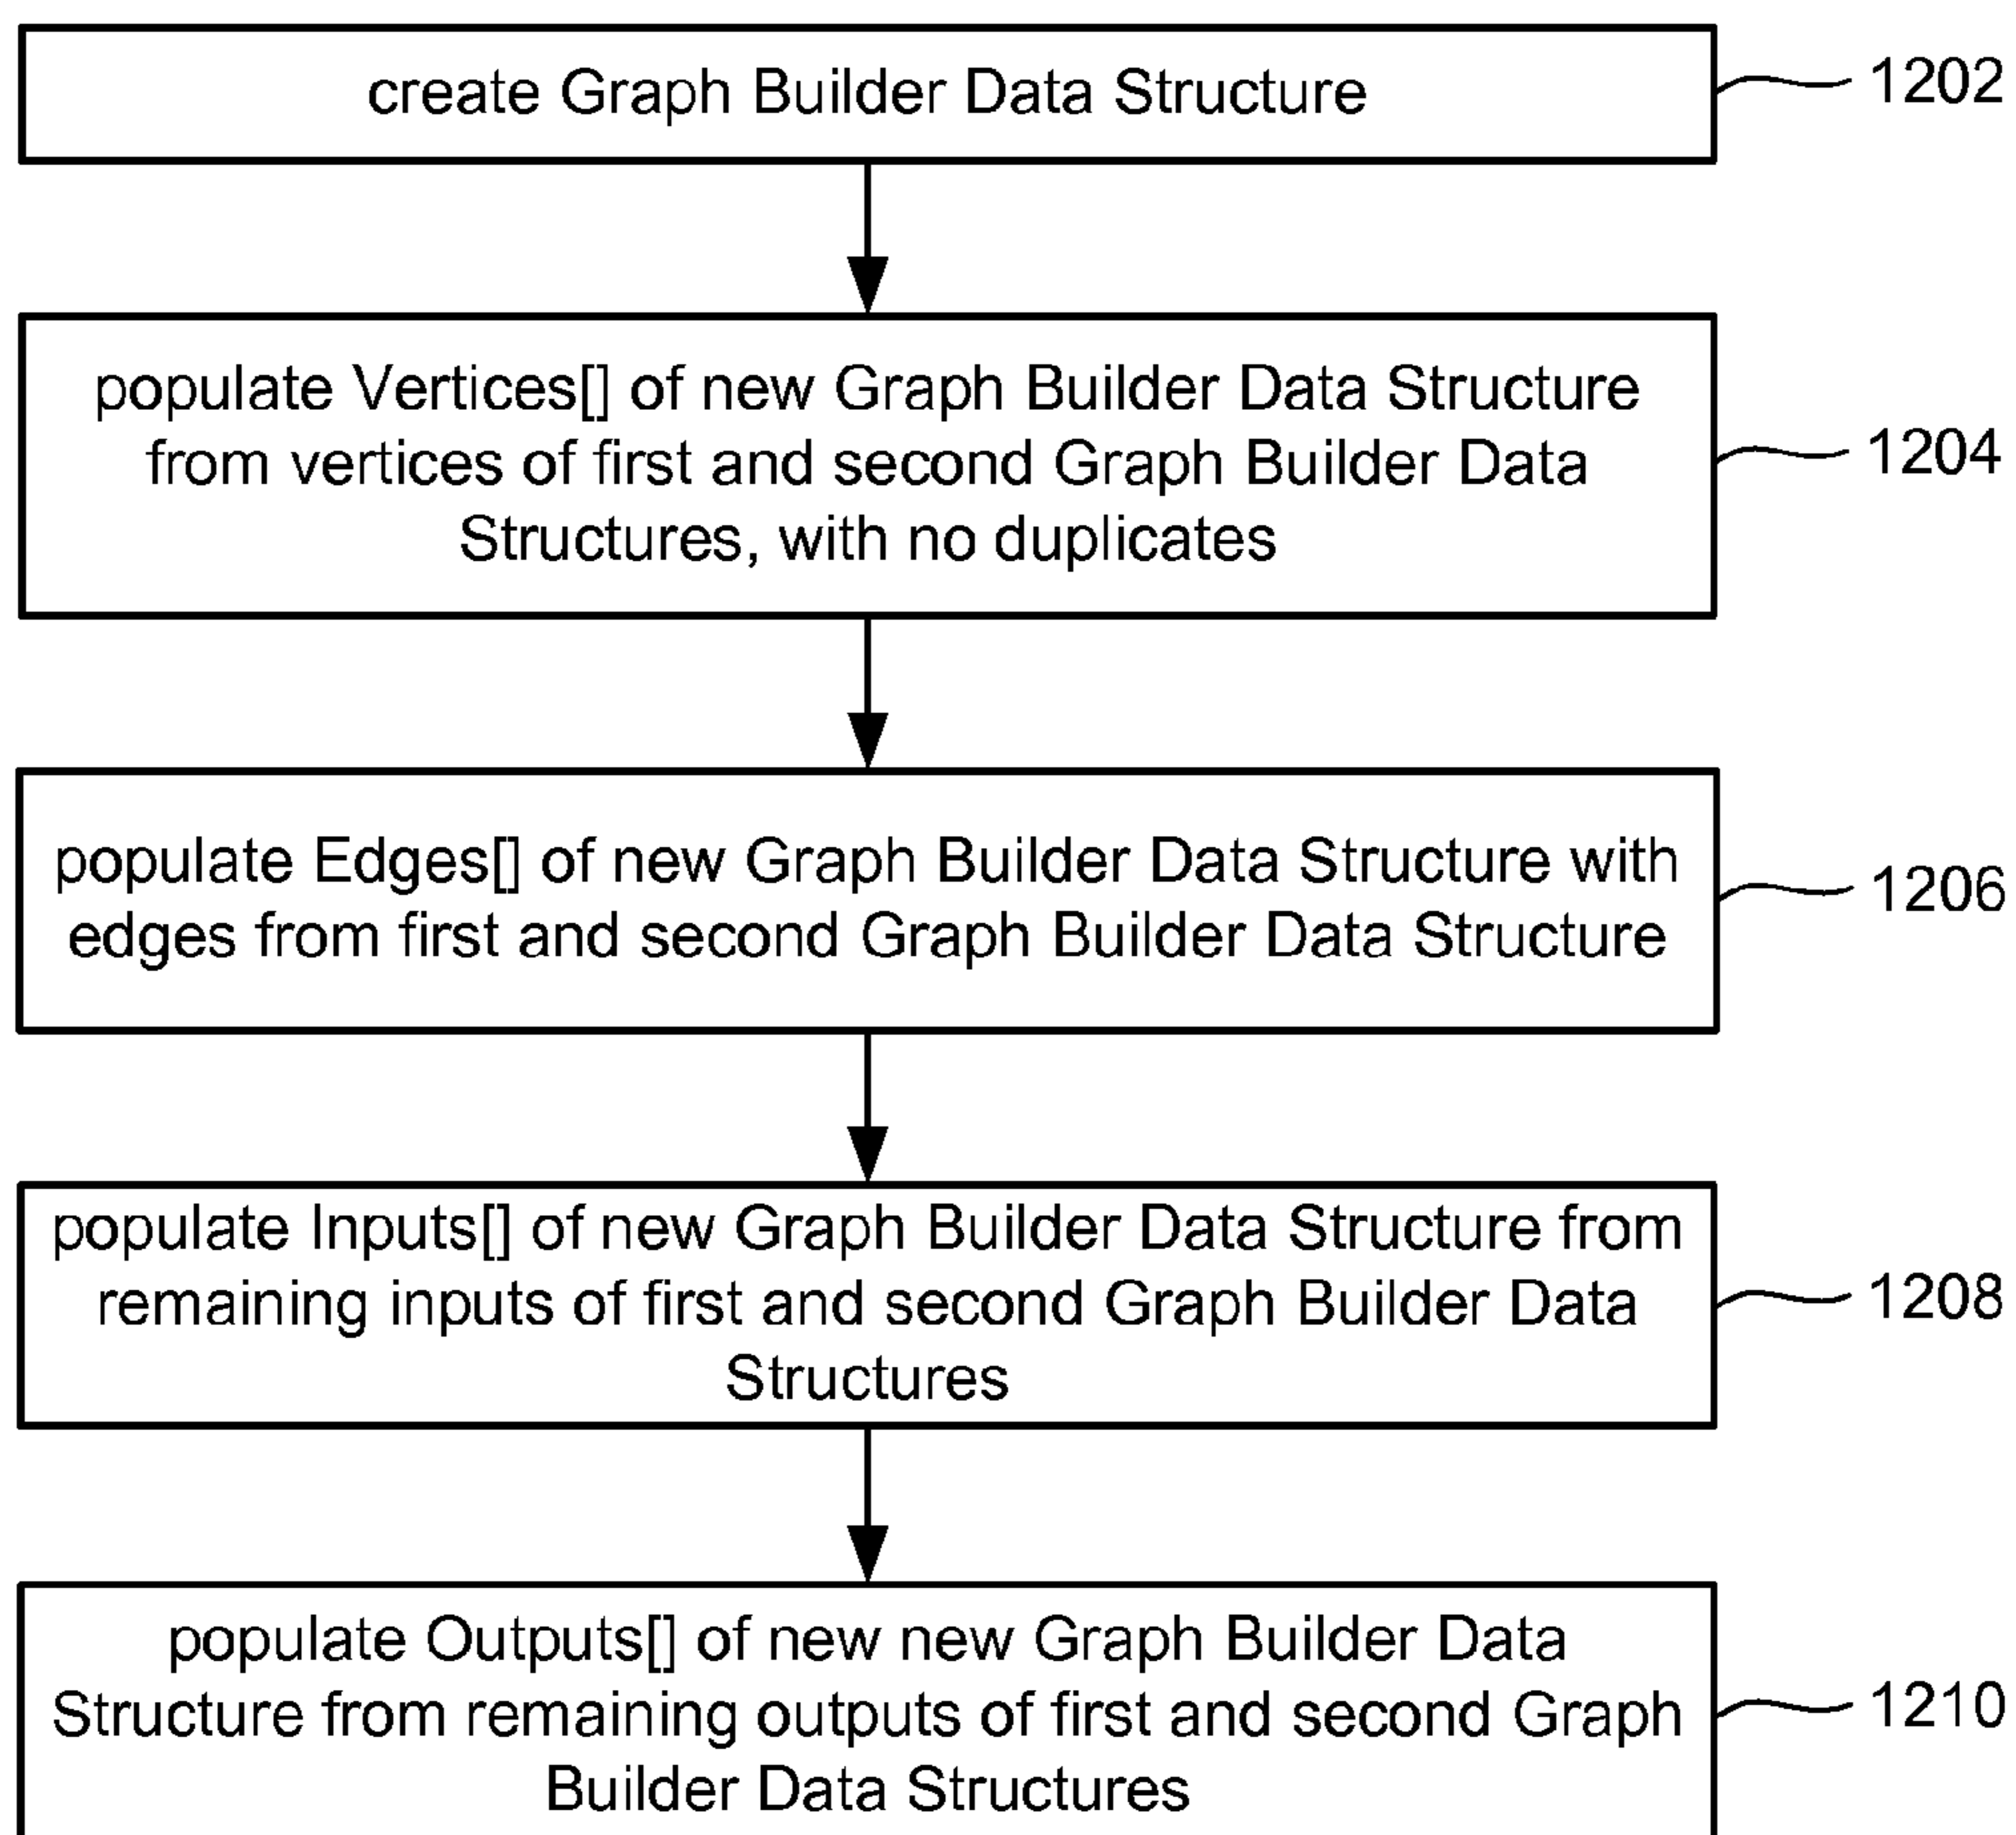 create Graph Builder Data Structure
1202
populate Vertices[] of new Graph Builder Data Structure
from vertices of first and second Graph Builder Data
Structures, with no duplicates
1204
populate Edges[] of new Graph Builder Data Structure with
edges from first and second Graph Builder Data Structure
1206
populate Inputs[] of new Graph Builder Data Structure from
remaining inputs of first and second Graph Builder Data
Structures
1208
populate Outputs[] of new new Graph Builder Data
Structure from remaining outputs of first and second Graph
Builder Data Structures
1210